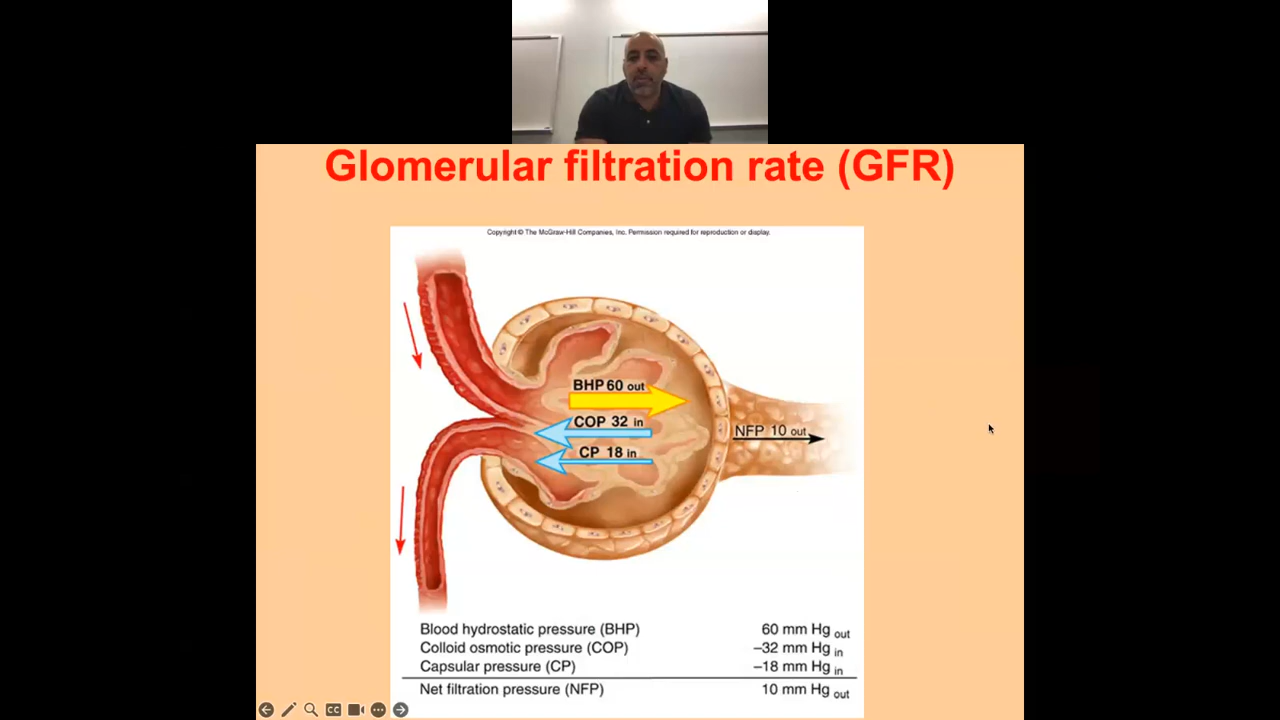 Glomerular filtration rate (GFR)
Copyright © The McGraw-Hill Companies, Inc. Permission required for reproduction or display.
BHP 60 out
COP 32 in
CP 18 in
NFP 10 out
Blood hydrostatic pressure (BHP) 60 mm Hg out
Colloid osmotic pressure (COP) –32 mm Hg in
Capsular pressure (CP) –18 mm Hg in
Net filtration pressure (NFP) 10 mm Hg out
CC